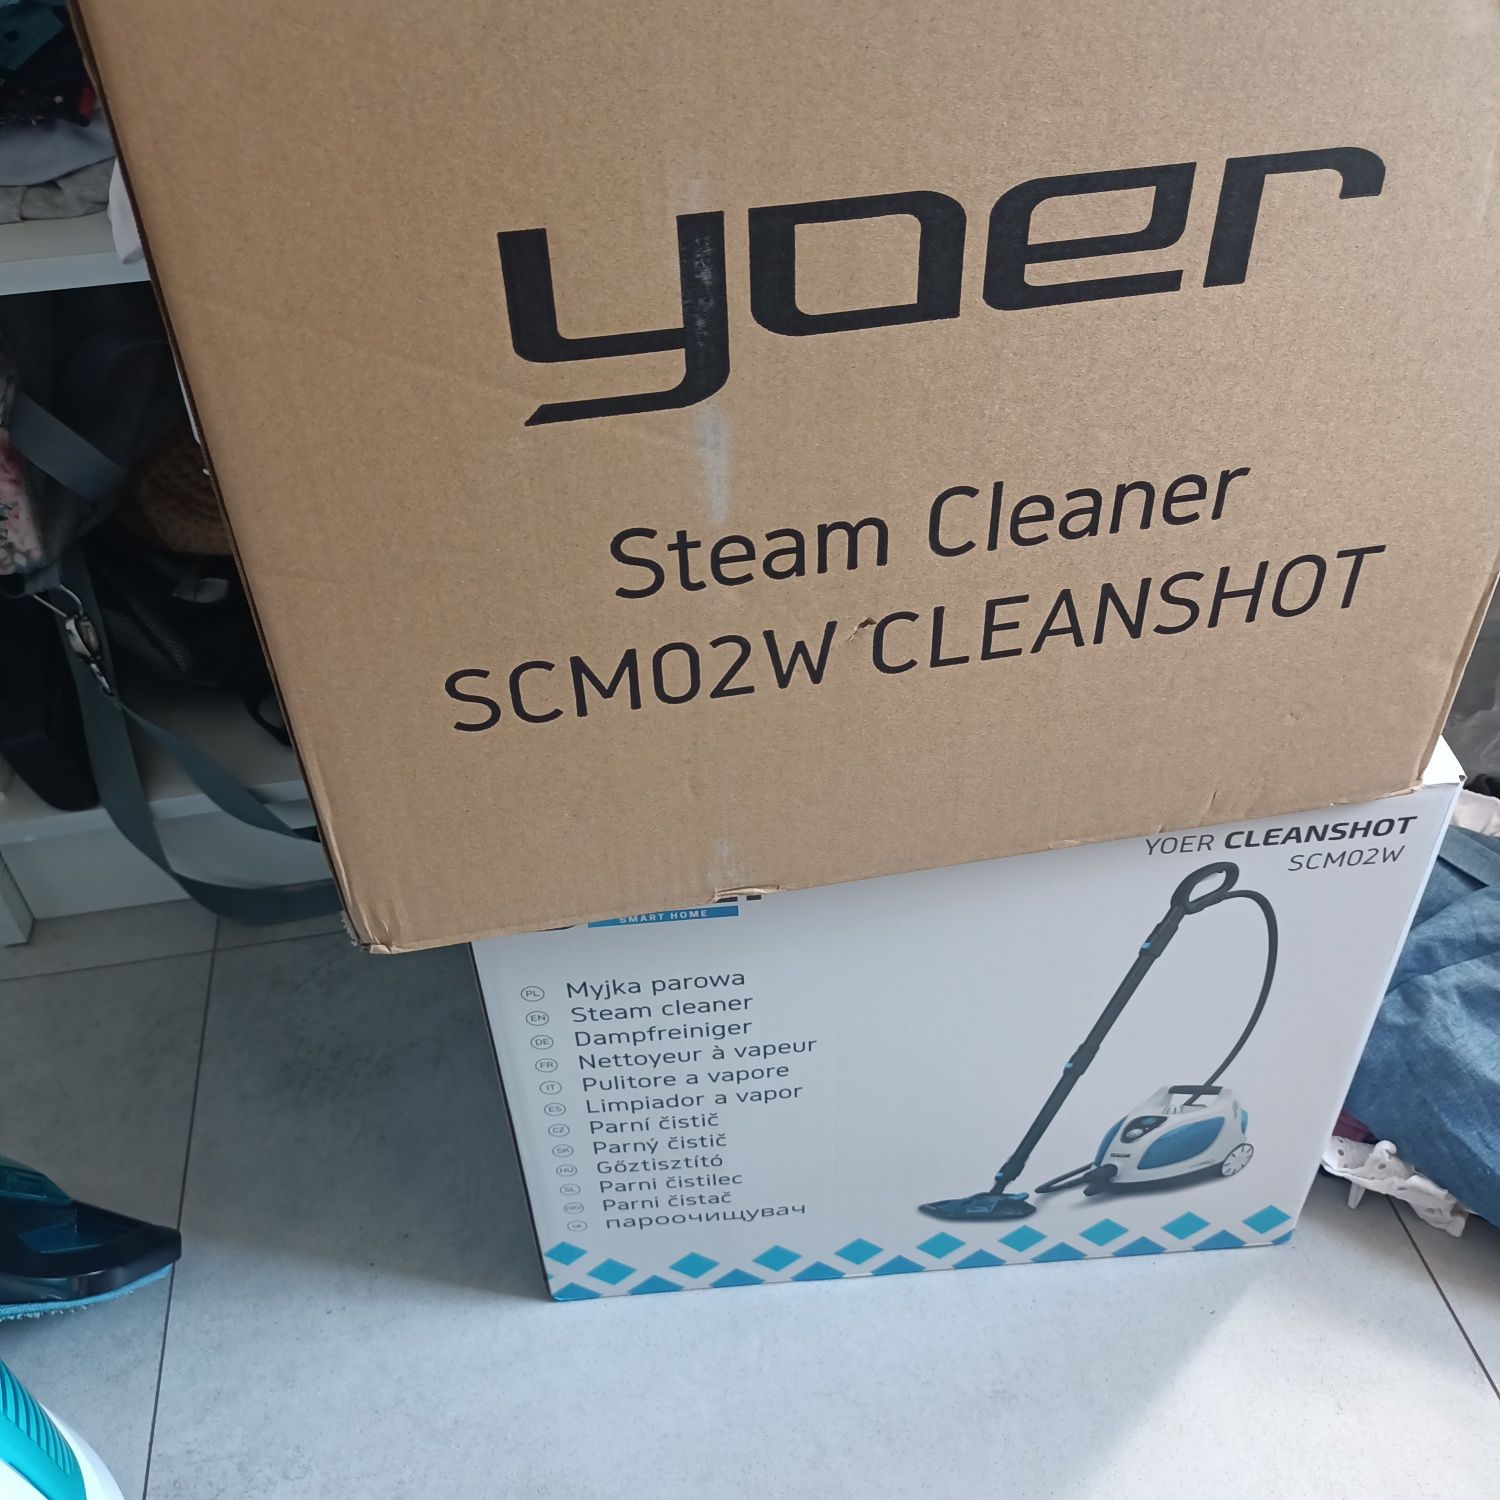 yoer
Steam Cleaner
SCM02W CLEANSHOT
YOER CLEANSHOT
SCM02W
SMART HOME
PL Myjka parowa
EN Steam cleaner
DE Dampfreiniger
FR Nettoyeur à vapeur
IT Pulitore a vapore
ES Limpiador a vapor
CZ Parní čistič
SK Parný čistič
HU Gőztisztító
SL Parni čistilec
HRV Parni čistač
UA пароочищувач